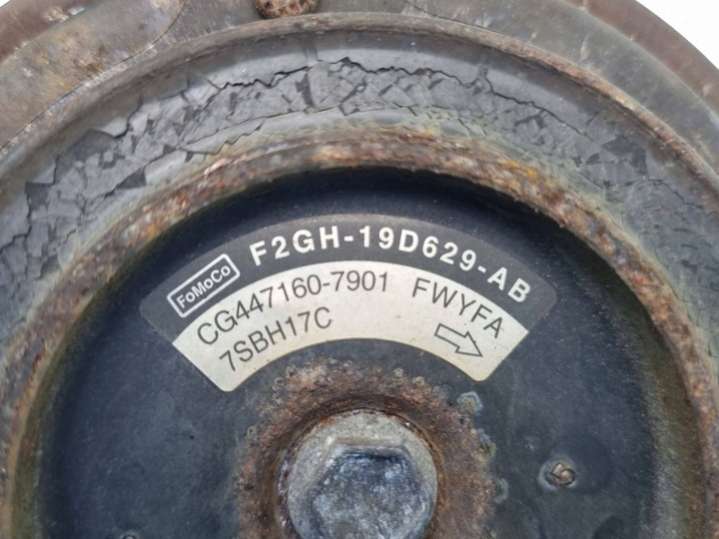 FoMoCo F2GH-19D629-AB
CG447160-7901 FWYFA
7SBH17C